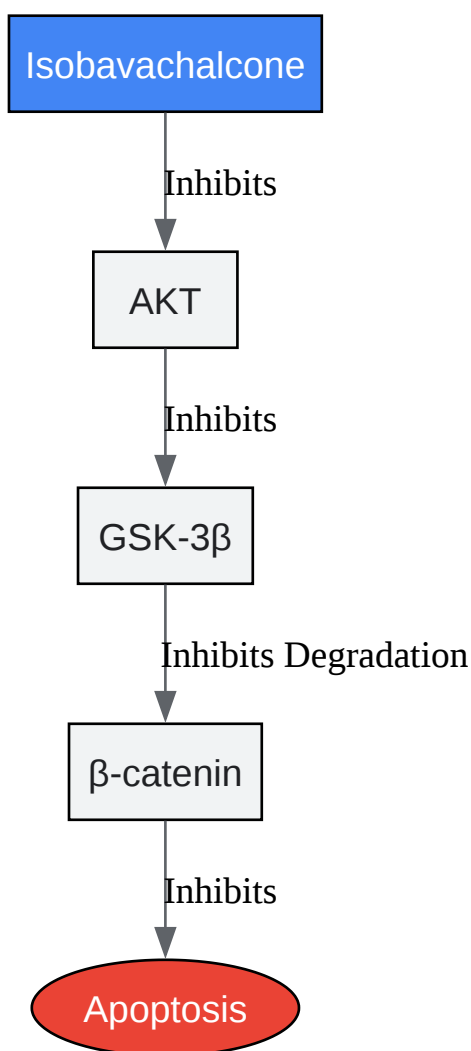 Isobavachalcone
Inhibits
AKT
Inhibits
GSK-3β
Inhibits Degradation
β-catenin
Inhibits
Apoptosis